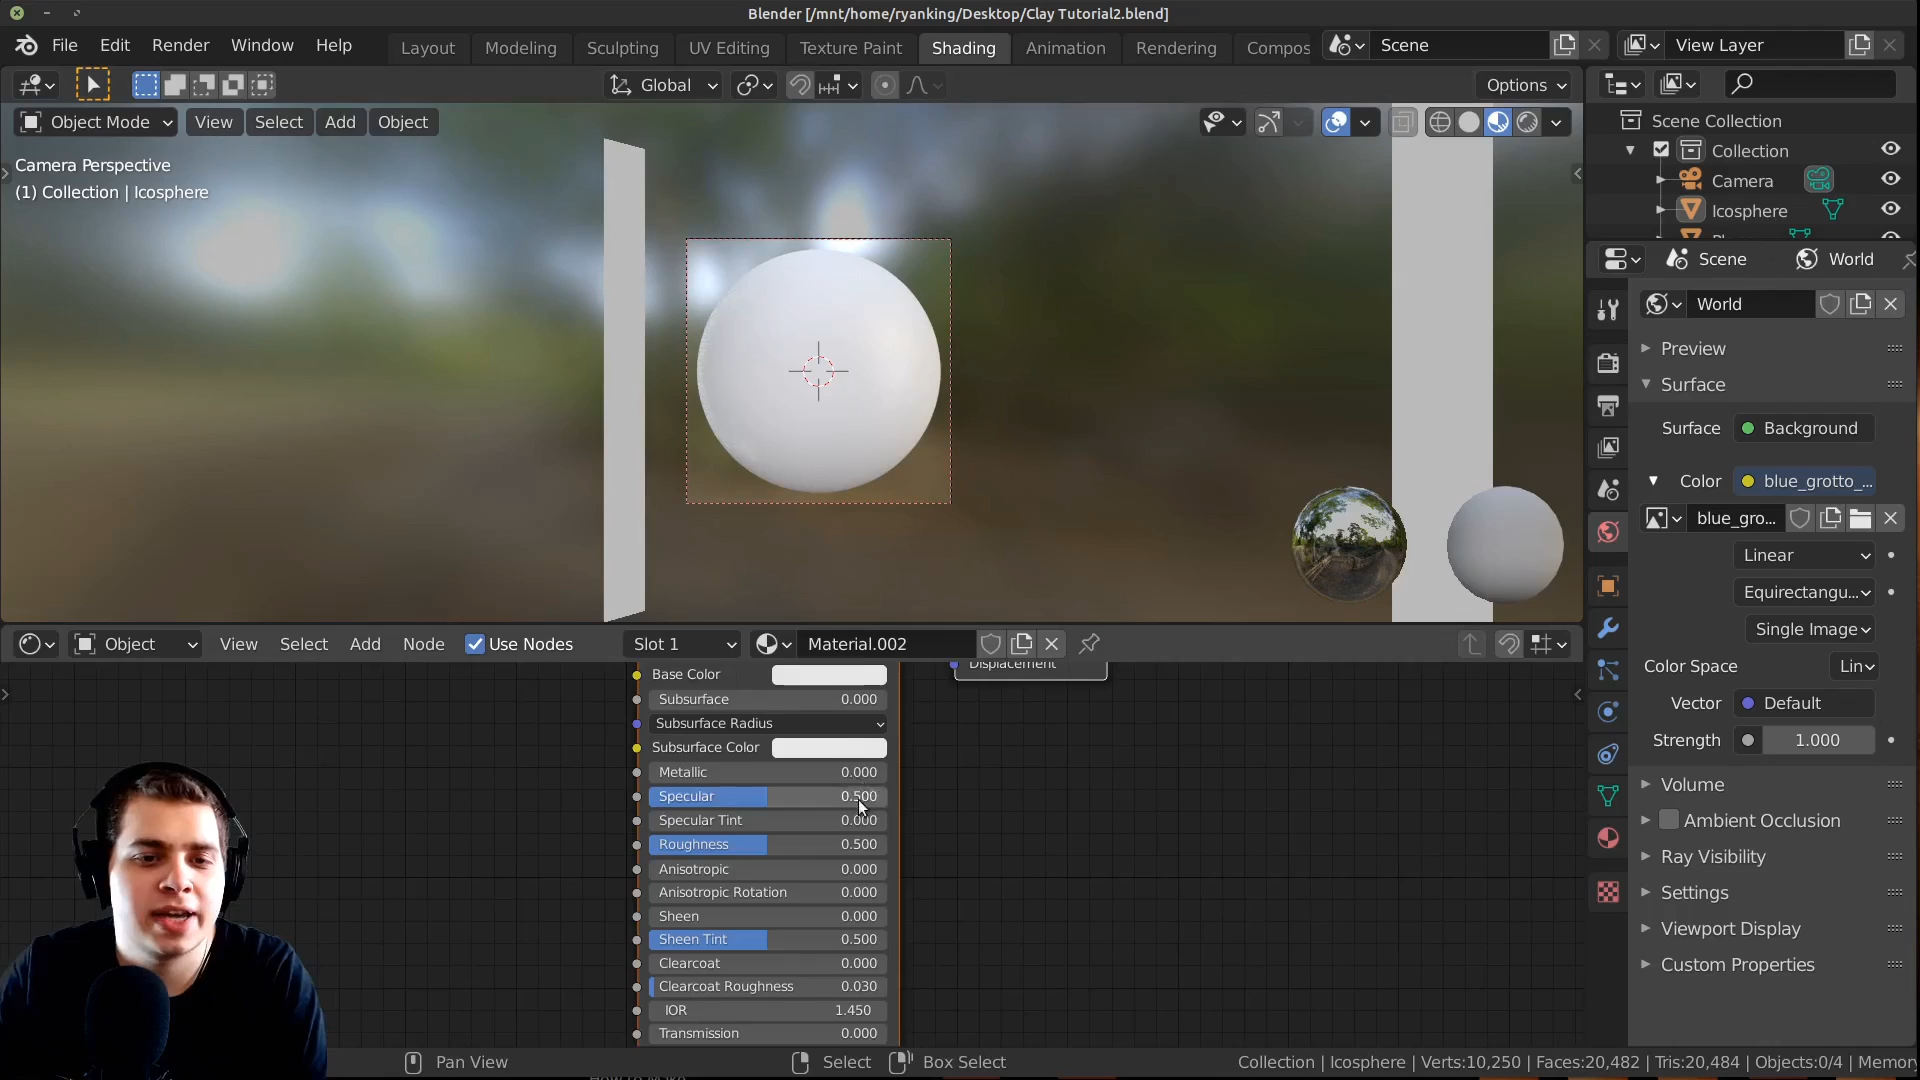 Blender [/mnt/home/ryanking/Desktop/Clay Tutorial2.blend]
File Edit Render Window Help
Layout Modeling Sculpting UV Editing Texture Paint Shading Animation Rendering Compos
Scene
View Layer
Global
Options
Object Mode View Select Add Object
Camera Perspective
(1) Collection | Icosphere
Scene Collection
Collection
Camera
Icosphere
Scene World
World
Preview
Surface
Surface Background
Color blue_grotto_...
blue_gro...
Linear
Equirectangu...
Single Image
Color Space Lin
Vector Default
Strength 1.000
Volume
Ambient Occlusion
Ray Visibility
Settings
Viewport Display
Custom Properties
Object View Select Add Node Use Nodes Slot 1 Material.002
Displacement
Base Color
Subsurface 0.000
Subsurface Radius
Subsurface Color
Metallic 0.000
Specular 0.500
Specular Tint 0.000
Roughness 0.500
Anisotropic 0.000
Anisotropic Rotation 0.000
Sheen 0.000
Sheen Tint 0.500
Clearcoat 0.000
Clearcoat Roughness 0.030
IOR 1.450
Transmission 0.000
Pan View Select Box Select
Collection | Icosphere | Verts:10,250 | Faces:20,482 | Tris:20,484 | Objects:0/4 | Memory